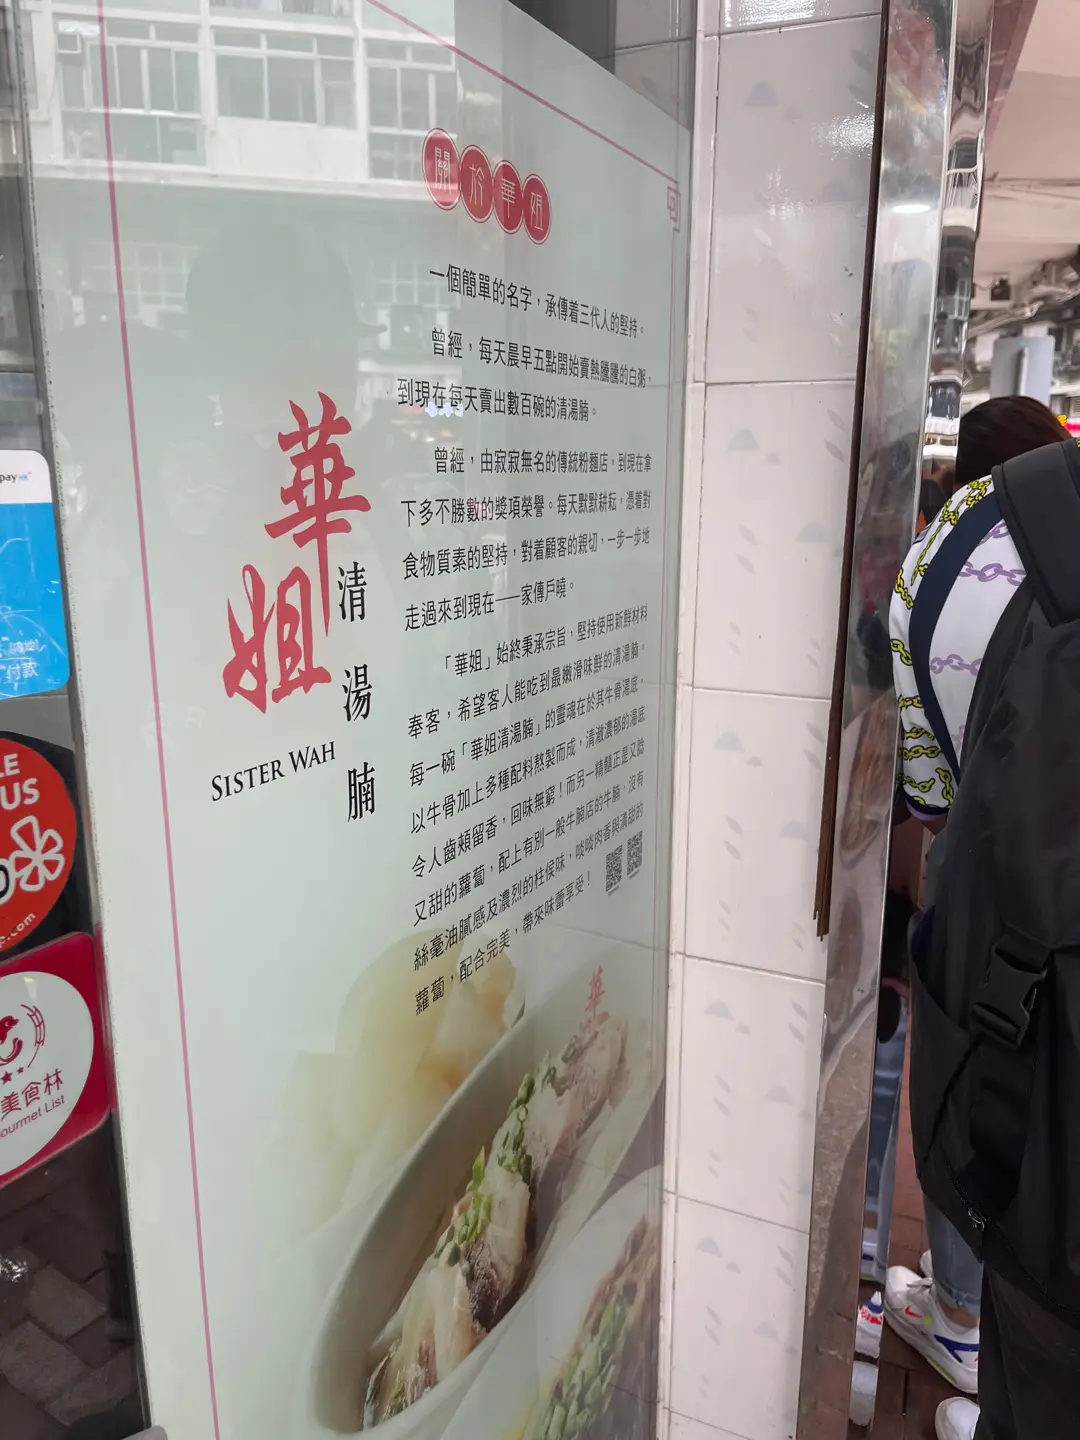 關於華姐
一個簡單的名字，承傳着三代人的堅持。
曾經，每天晨早五點開始賣熱騰騰的白粥，
到現在每天賣出數百碗的清湯腩。
曾經，由寂寂無名的傳統粉麵店，到現在拿
下多不勝數的獎項榮譽。每天默默耕耘，憑着對
食物質素的堅持，對着顧客的親切，一步一步地
走過來到現在——家傳戶曉。
「華姐」始終秉承宗旨，堅持使用新鮮材料
奉客，希望客人能吃到最嫩滑味鮮的清湯腩。
每一碗「華姐清湯腩」的靈魂在於其牛骨湯底，
以牛骨加上多種配料熬製而成，清澈濃郁的湯底
令人齒頰留香，回味無窮！而另一精髓正是又腍
又甜的蘿蔔，配上有別一般牛腩店的牛腩，沒有
絲毫油膩感及濃烈的柱侯味，啖啖肉香與清甜的
蘿蔔，配合完美，帶來味蕾享受！
華姐
清湯腩
SISTER WAH
華
pay
付款
LE
US
p.com
美食林
ourmet List